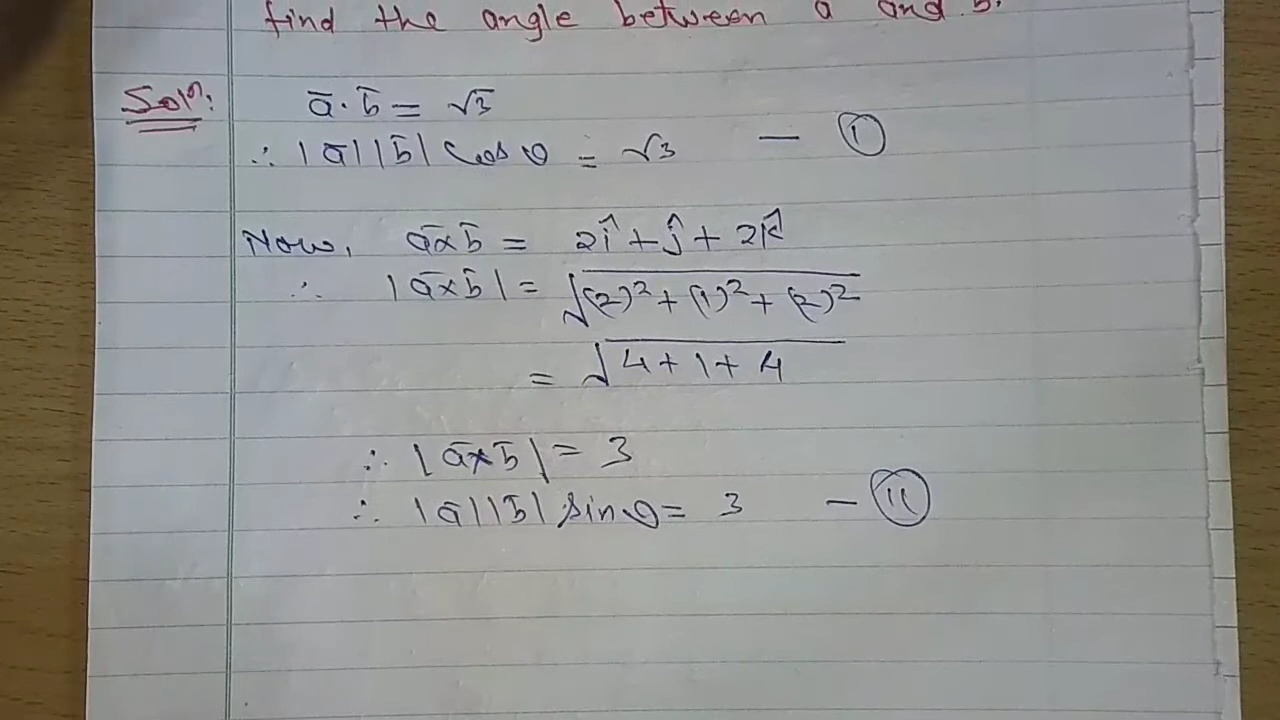 find the angle between a and b.
Solⁿ:
ā · b̄ = √3
∴ |ā||b̄| cos θ = √3 — Ⓘ
Now, ā×b̄ = 2î + ĵ + 2k̂
∴ |ā×b̄| = √((2)² + (1)² + (2)²)
= √(4 + 1 + 4)
∴ |ā×b̄| = 3
∴ |ā||b̄| sin θ = 3 — (II)